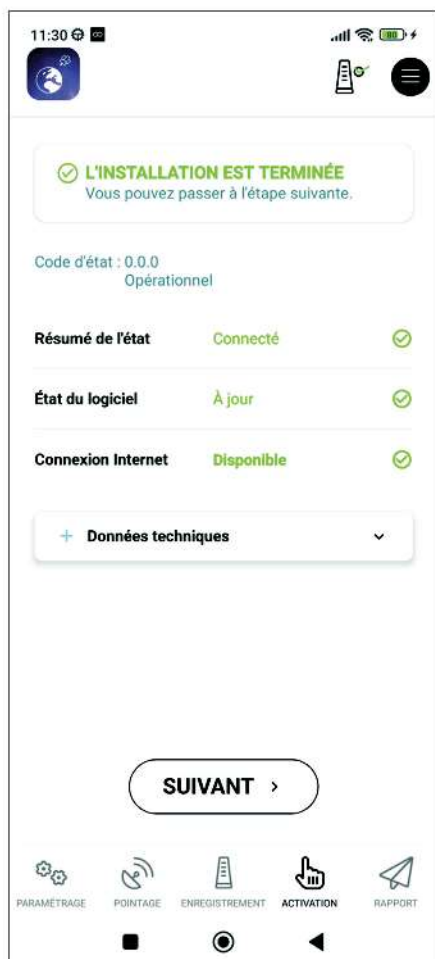 11:30
80
L'INSTALLATION EST TERMINÉE
Vous pouvez passer à l'étape suivante.
Code d'état : 0.0.0
Opérationnel
Résumé de l'état Connecté
État du logiciel À jour
Connexion Internet Disponible
+ Données techniques
SUIVANT >
PARAMÉTRAGE POINTAGE ENREGISTREMENT ACTIVATION RAPPORT